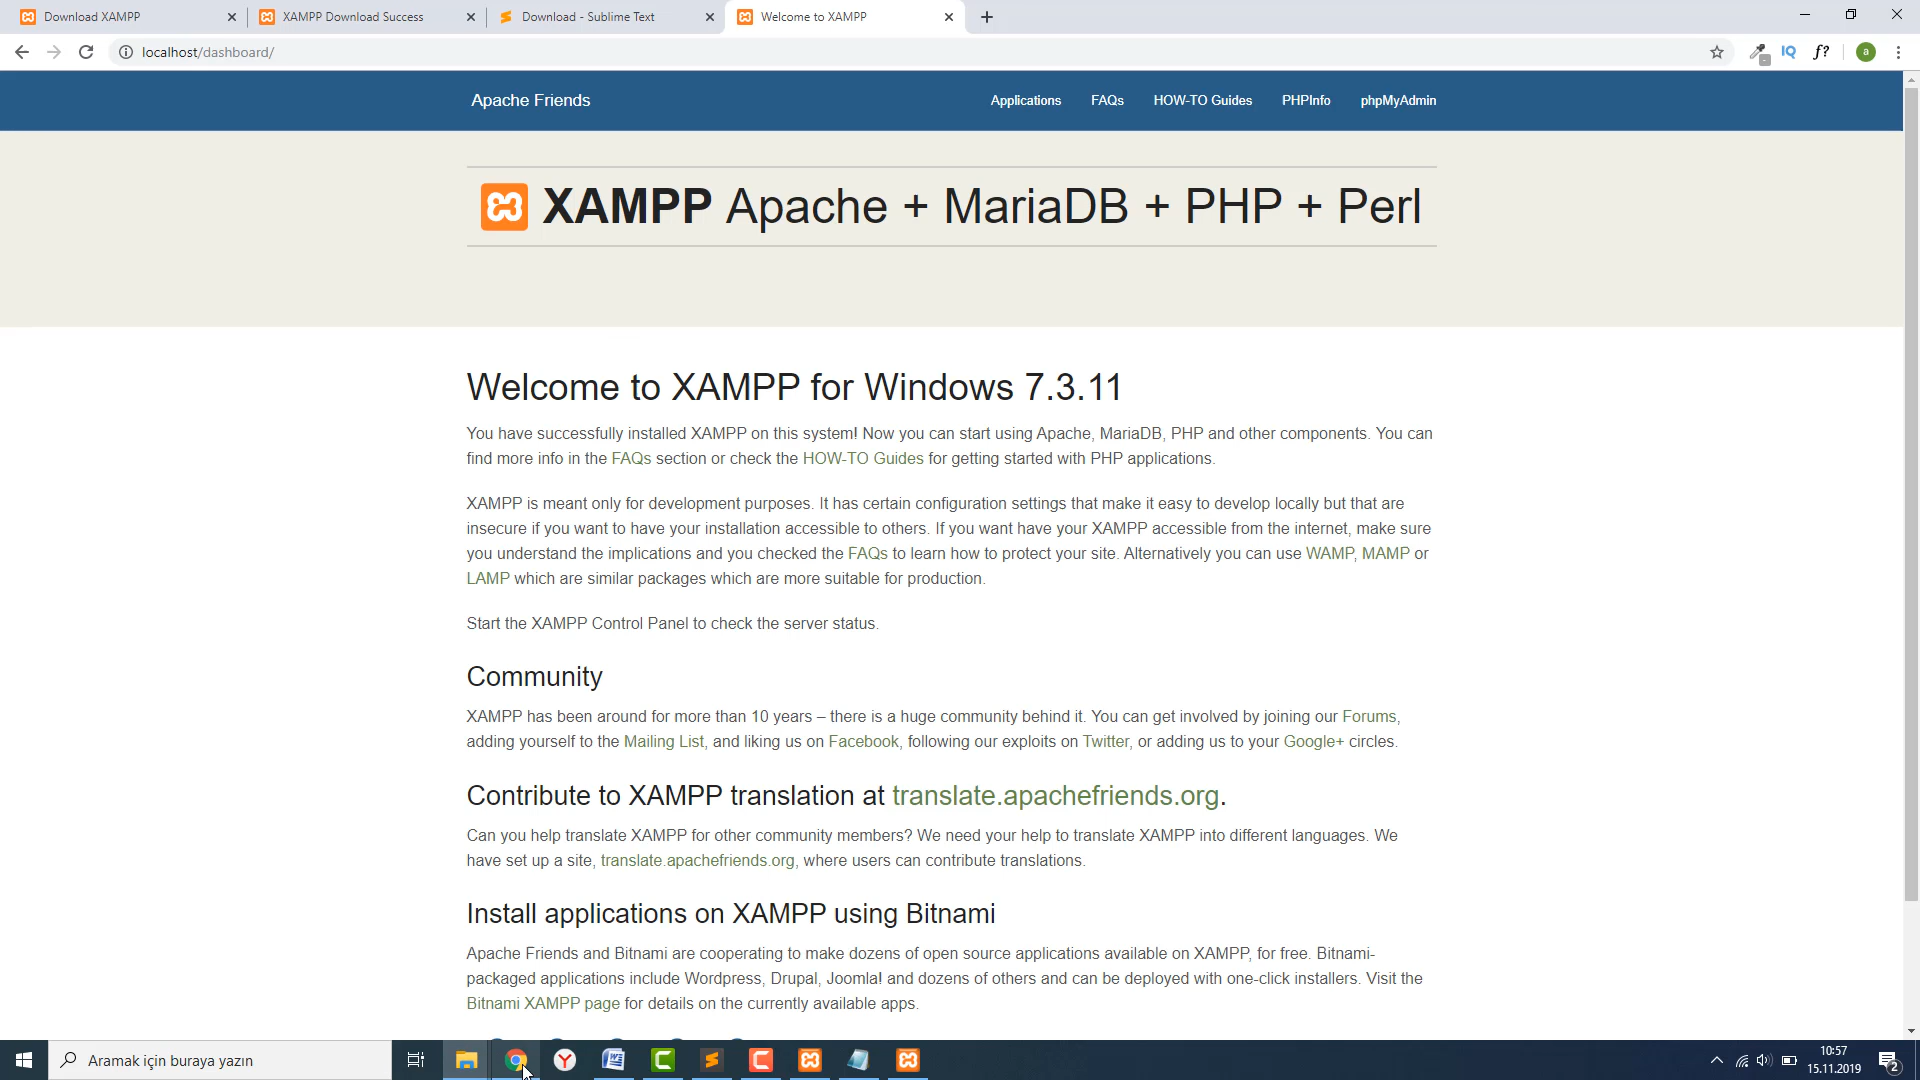 Download XAMPP
XAMPP Download Success
Download - Sublime Text
Welcome to XAMPP
localhost/dashboard/
IQ
f?
a
Apache Friends
Applications
FAQs
HOW-TO Guides
PHPInfo
phpMyAdmin
XAMPP Apache + MariaDB + PHP + Perl
Welcome to XAMPP for Windows 7.3.11
You have successfully installed XAMPP on this system! Now you can start using Apache, MariaDB, PHP and other components. You can
find more info in the FAQs section or check the HOW-TO Guides for getting started with PHP applications.
XAMPP is meant only for development purposes. It has certain configuration settings that make it easy to develop locally but that are
insecure if you want to have your installation accessible to others. If you want have your XAMPP accessible from the internet, make sure
you understand the implications and you checked the FAQs to learn how to protect your site. Alternatively you can use WAMP, MAMP or
LAMP which are similar packages which are more suitable for production.
Start the XAMPP Control Panel to check the server status.
Community
XAMPP has been around for more than 10 years – there is a huge community behind it. You can get involved by joining our Forums,
adding yourself to the Mailing List, and liking us on Facebook, following our exploits on Twitter, or adding us to your Google+ circles.
Contribute to XAMPP translation at translate.apachefriends.org.
Can you help translate XAMPP for other community members? We need your help to translate XAMPP into different languages. We
have set up a site, translate.apachefriends.org, where users can contribute translations.
Install applications on XAMPP using Bitnami
Apache Friends and Bitnami are cooperating to make dozens of open source applications available on XAMPP, for free. Bitnami-
packaged applications include Wordpress, Drupal, Joomla! and dozens of others and can be deployed with one-click installers. Visit the
Bitnami XAMPP page for details on the currently available apps.
Aramak için buraya yazın
10:57
15.11.2019
2